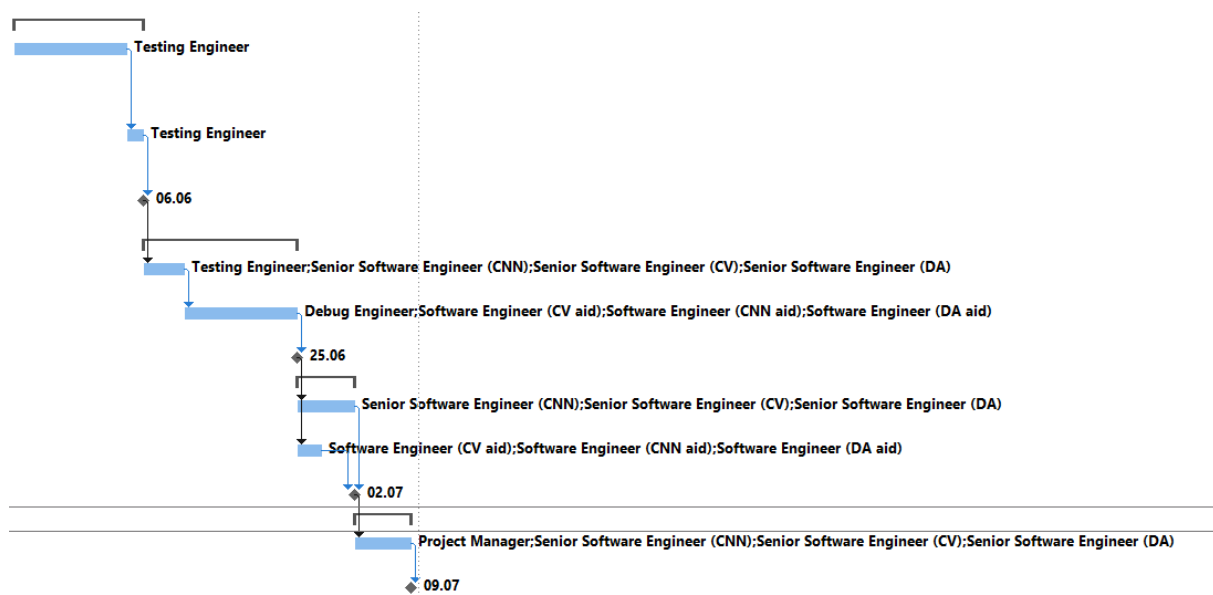 Testing Engineer
Testing Engineer
06.06
Testing Engineer;Senior Software Engineer (CNN);Senior Software Engineer (CV);Senior Software Engineer (DA)
Debug Engineer;Software Engineer (CV aid);Software Engineer (CNN aid);Software Engineer (DA aid)
25.06
Senior Software Engineer (CNN);Senior Software Engineer (CV);Senior Software Engineer (DA)
Software Engineer (CV aid);Software Engineer (CNN aid);Software Engineer (DA aid)
02.07
Project Manager;Senior Software Engineer (CNN);Senior Software Engineer (CV);Senior Software Engineer (DA)
09.07